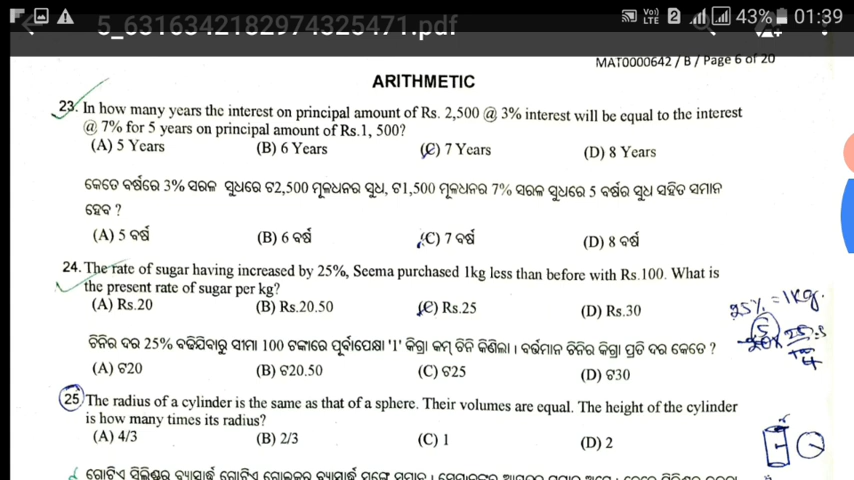 43% 01:39
5_6316342182974325471.pdf
MAT0000642 / B / Page 6 of 20
ARITHMETIC
23. In how many years the interest on principal amount of Rs. 2,500 @ 3% interest will be equal to the interest
@ 7% for 5 years on principal amount of Rs.1, 500?
(A) 5 Years (B) 6 Years (C) 7 Years (D) 8 Years
କେତେ ବର୍ଷରେ 3% ସରଳ ସୁଧରେ ₹2,500 ମୂଳଧନର ସୁଧ, ₹1,500 ମୂଳଧନର 7% ସରଳ ସୁଧରେ 5 ବର୍ଷର ସୁଧ ସହିତ ସମାନ
ହେବ ?
(A) 5 ବର୍ଷ (B) 6 ବର୍ଷ (C) 7 ବର୍ଷ (D) 8 ବର୍ଷ
24. The rate of sugar having increased by 25%, Seema purchased 1kg less than before with Rs.100. What is
the present rate of sugar per kg?
(A) Rs.20 (B) Rs.20.50 (C) Rs.25 (D) Rs.30
25% = 1kg.
ଚିନିର ଦର 25% ବଢିଯିବାରୁ ସୀମା 100 ଟଙ୍କାରେ ପୂର୍ବାପେକ୍ଷା '1' କିଗ୍ରା କମ୍ ଚିନି କିଣିଲା। ବର୍ତ୍ତମାନ ଚିନିର କିଗ୍ରା ପ୍ରତି ଦର କେତେ ?
(A) ₹20 (B) ₹20.50 (C) ₹25 (D) ₹30
25. The radius of a cylinder is the same as that of a sphere. Their volumes are equal. The height of the cylinder
is how many times its radius?
(A) 4/3 (B) 2/3 (C) 1 (D) 2